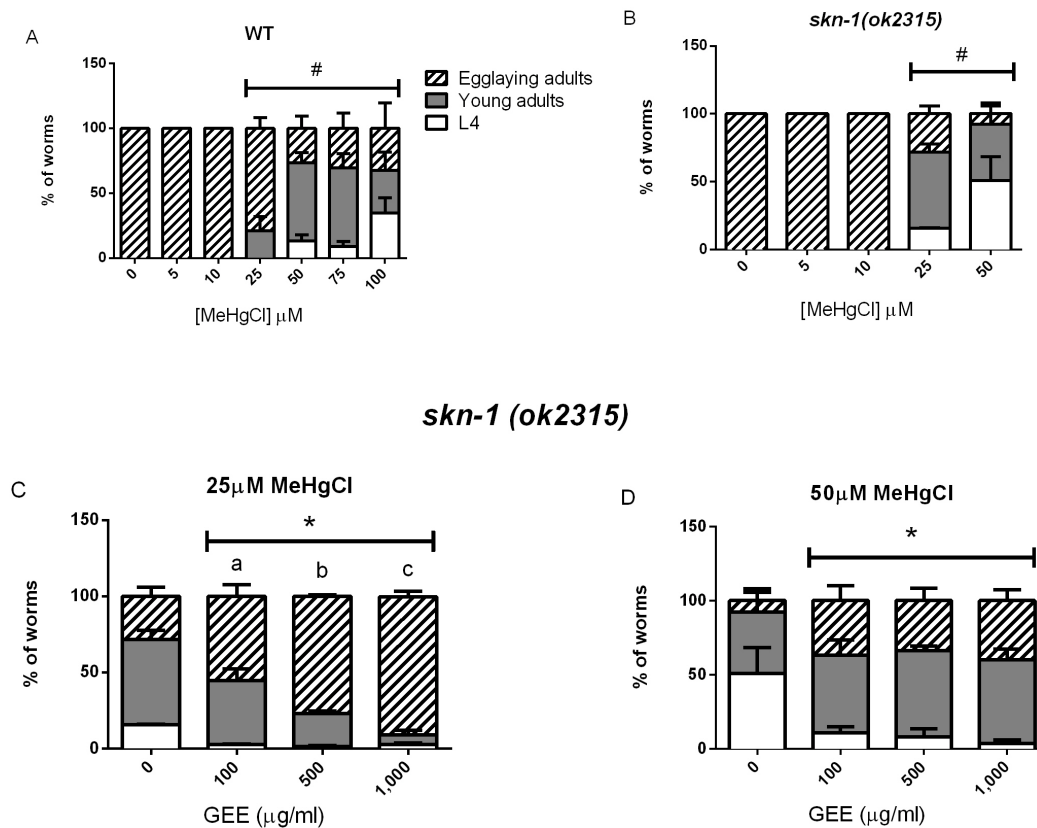 A
WT
150
100
50
0
% of worms
#
0 5 10 25 50 75 100
[MeHgCl] μM
Egglaying adults
Young adults
L4
B
skn-1(ok2315)
150
100
50
0
% of worms
#
0 5 10 25 50
[MeHgCl] μM
skn-1 (ok2315)
C
25μM MeHgCl
150
100
50
0
% of worms
*
a b c
0 100 500 1,000
GEE (μg/ml)
D
50μM MeHgCl
150
100
50
0
% of worms
*
0 100 500 1,000
GEE (μg/ml)